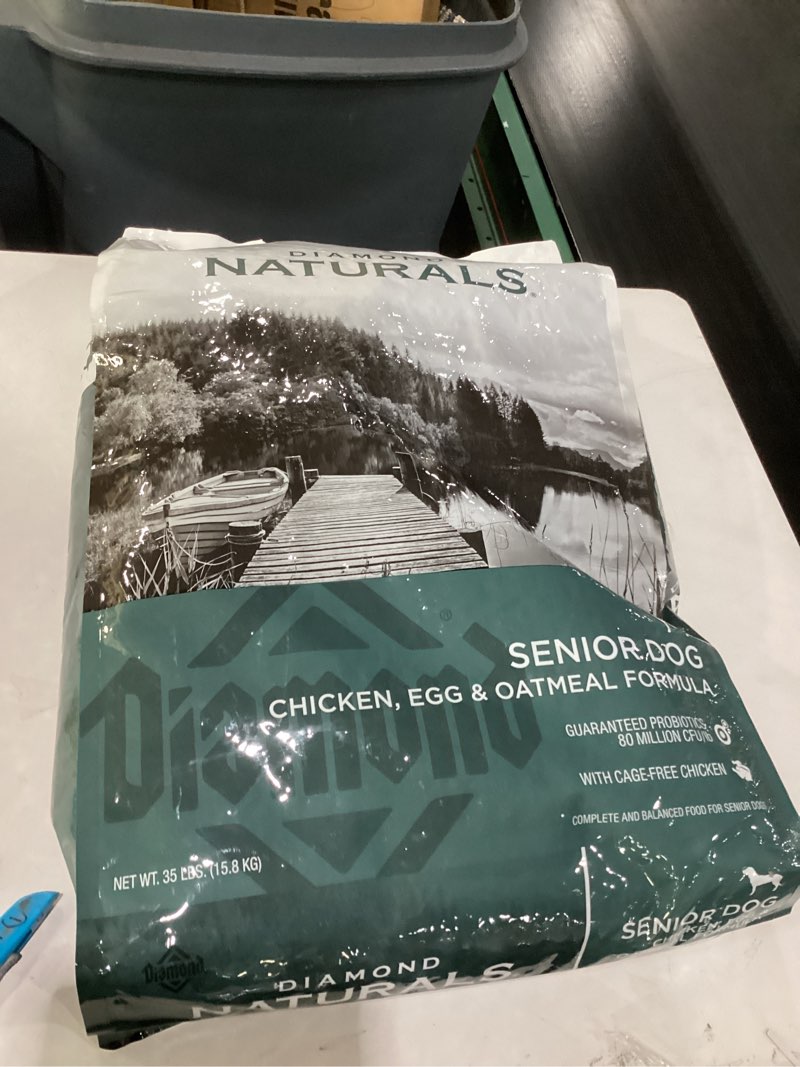 DIAMOND
NATURALS®
Diamond®
SENIOR DOG
CHICKEN, EGG & OATMEAL FORMULA
GUARANTEED PROBIOTICS,
80 MILLION CFU/lb
WITH CAGE-FREE CHICKEN
COMPLETE AND BALANCED FOOD FOR SENIOR DOGS
NET WT. 35 LBS. (15.8 KG)
SENIOR DOG
Diamond
DIAMOND
NATURALS